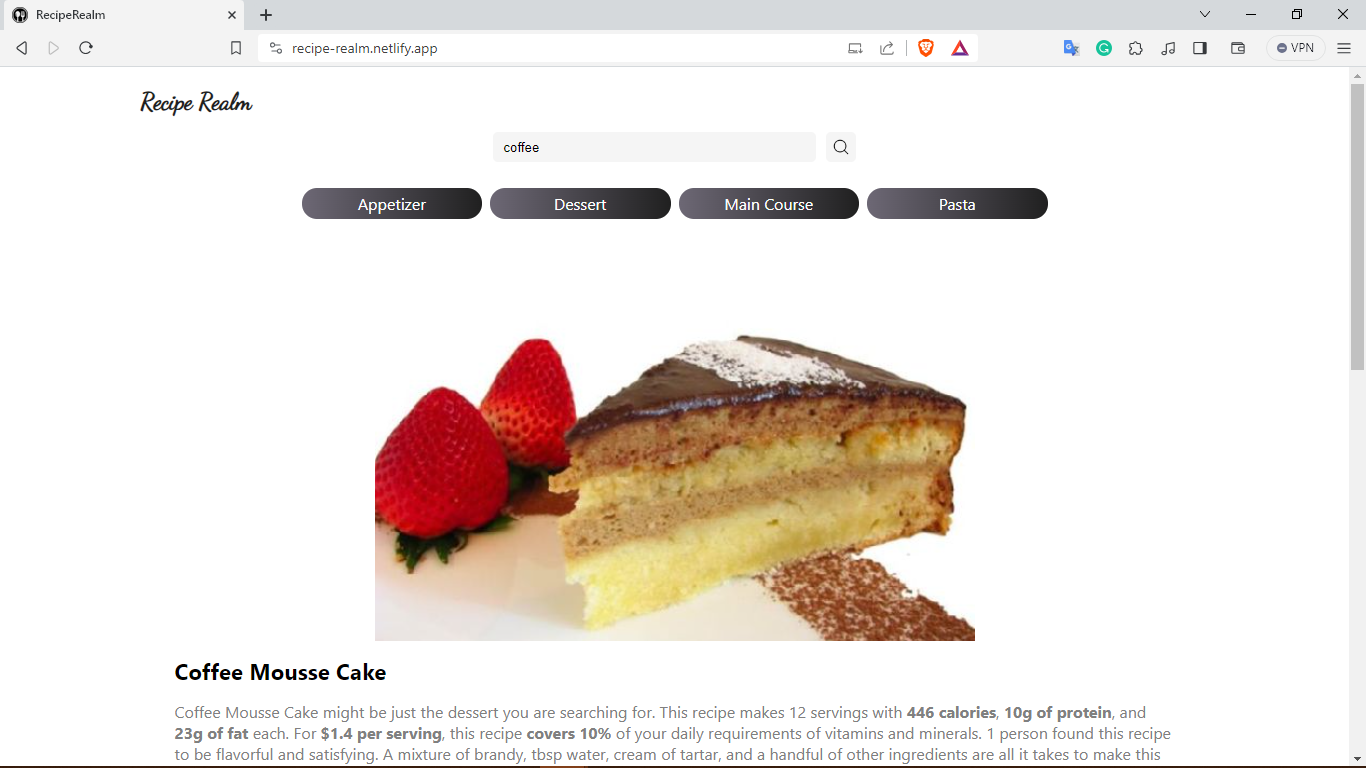 RecipeRealm
recipe-realm.netlify.app
VPN
Recipe Realm
coffee
Appetizer Dessert Main Course Pasta
Coffee Mousse Cake
Coffee Mousse Cake might be just the dessert you are searching for. This recipe makes 12 servings with 446 calories, 10g of protein, and
23g of fat each. For $1.4 per serving, this recipe covers 10% of your daily requirements of vitamins and minerals. 1 person found this recipe
to be flavorful and satisfying. A mixture of brandy, tbsp water, cream of tartar, and a handful of other ingredients are all it takes to make this